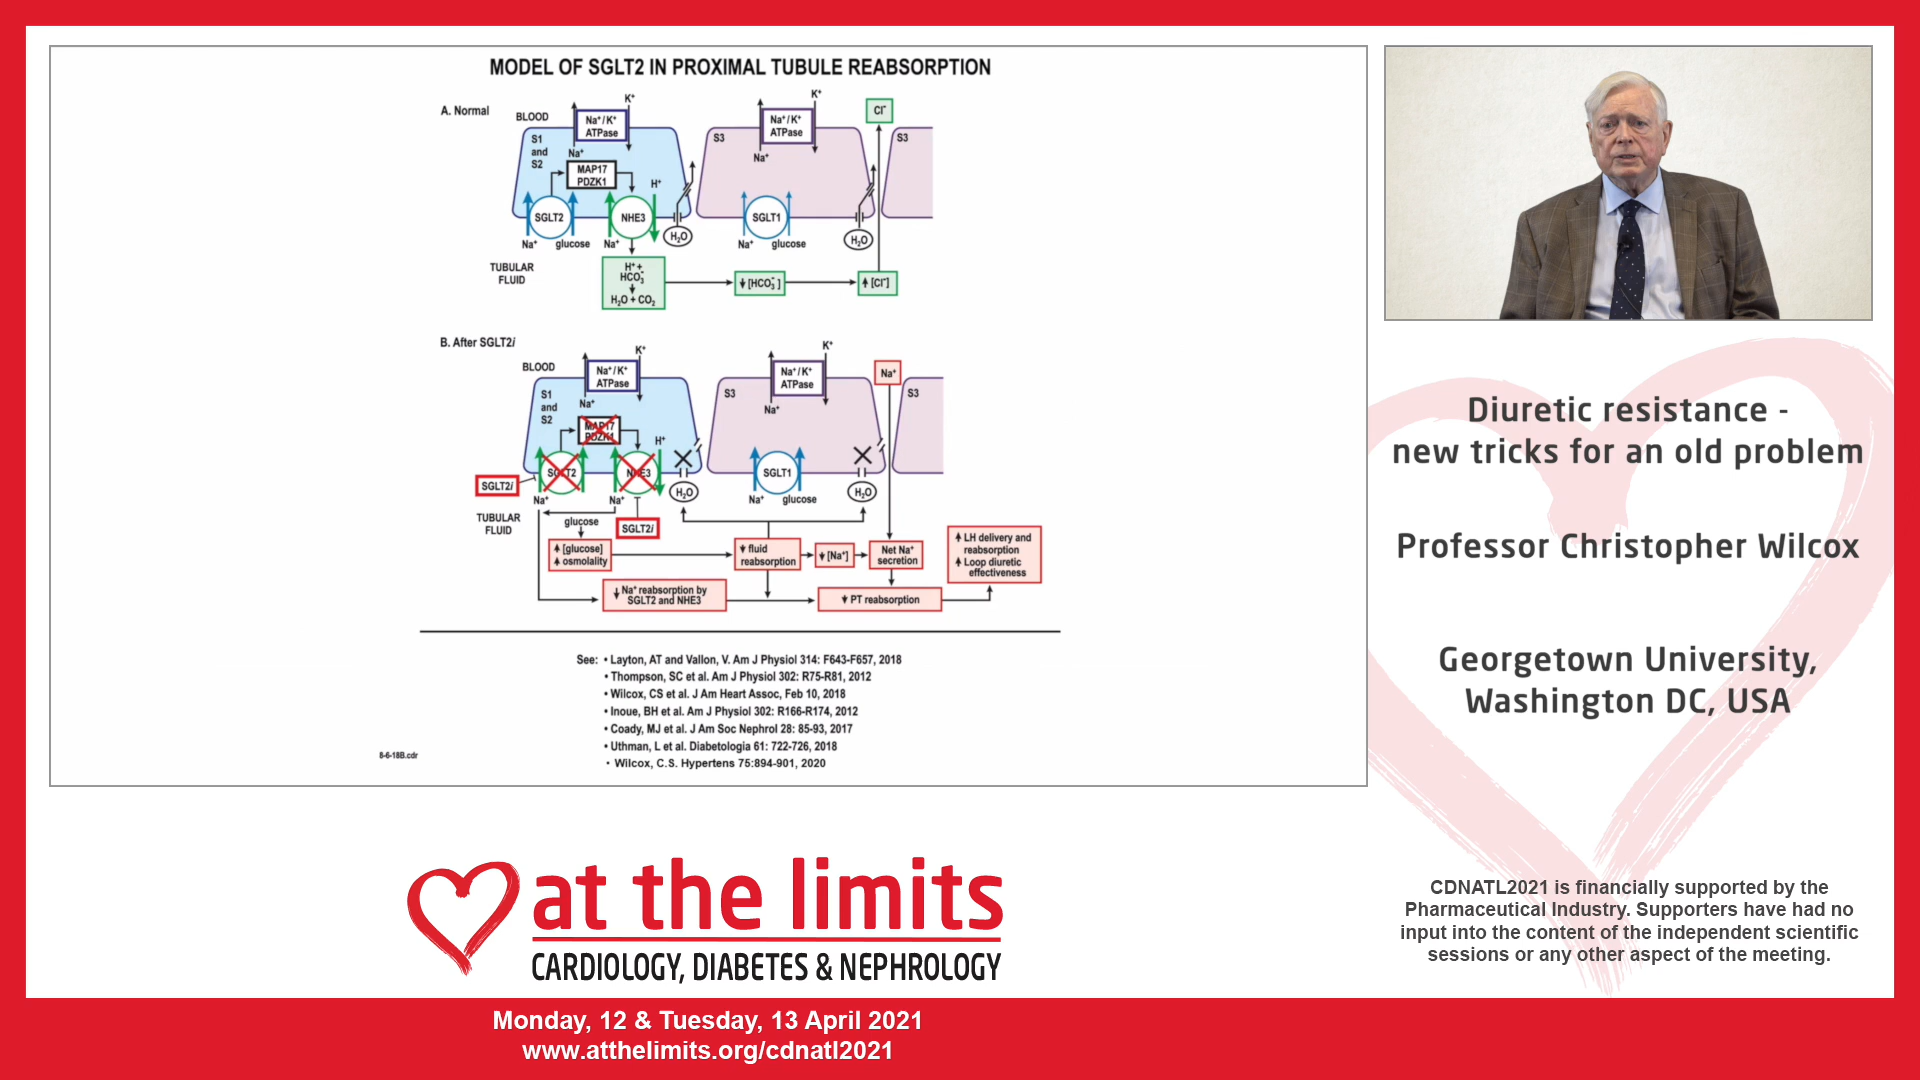 MODEL OF SGLT2 IN PROXIMAL TUBULE REABSORPTION
A. Normal
BLOOD
K⁺
K⁺
Cl⁻
Na⁺/ K⁺
ATPase
Na⁺/ K⁺
ATPase
S1
and
S2
Na⁺
S3
Na⁺
S3
MAP17
PDZK1
H⁺
SGLT2
NHE3
SGLT1
H₂O
H₂O
Na⁺
glucose
Na⁺
Na⁺
glucose
TUBULAR
FLUID
H⁺ +
HCO₃⁻
H₂O + CO₂
[HCO₃⁻]
[Cl⁻]
B. After SGLT2i
BLOOD
K⁺
K⁺
Na⁺/ K⁺
ATPase
Na⁺/ K⁺
ATPase
Na⁺
S1
and
S2
Na⁺
S3
Na⁺
S3
MAP17
PDZK1
H⁺
SGLT2
NHE3
SGLT1
SGLT2i
H₂O
H₂O
Na⁺
Na⁺
Na⁺
glucose
TUBULAR
FLUID
glucose
SGLT2i
[glucose]
osmolality
fluid
reabsorption
[Na⁺]
Net Na⁺
secretion
LH delivery and
reabsorption
Loop diuretic
effectiveness
Na⁺ reabsorption by
SGLT2 and NHE3
PT reabsorption
See: • Layton, AT and Vallon, V. Am J Physiol 314: F643-F657, 2018
• Thompson, SC et al. Am J Physiol 302: R75-R81, 2012
• Wilcox, CS et al. J Am Heart Assoc, Feb 10, 2018
• Inoue, BH et al. Am J Physiol 302: R166-R174, 2012
• Coady, MJ et al. J Am Soc Nephrol 28: 85-93, 2017
• Uthman, L et al. Diabetologia 61: 722-726, 2018
• Wilcox, C.S. Hypertens 75:894-901, 2020
8-6-18B.cdr
Diuretic resistance -
new tricks for an old problem
Professor Christopher Wilcox
Georgetown University,
Washington DC, USA
CDNATL2021 is financially supported by the
Pharmaceutical Industry. Supporters have had no
input into the content of the independent scientific
sessions or any other aspect of the meeting.
at the limits
CARDIOLOGY, DIABETES & NEPHROLOGY
Monday, 12 & Tuesday, 13 April 2021
www.atthelimits.org/cdnatl2021